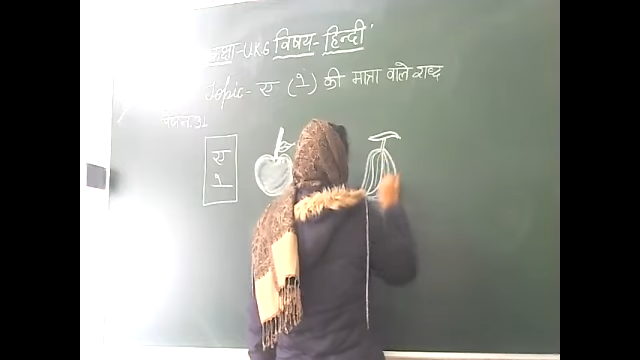 कक्षा-UKG विषय-हिन्दी
Topic- ए (े) की मात्रा वाले शब्द
ए
े